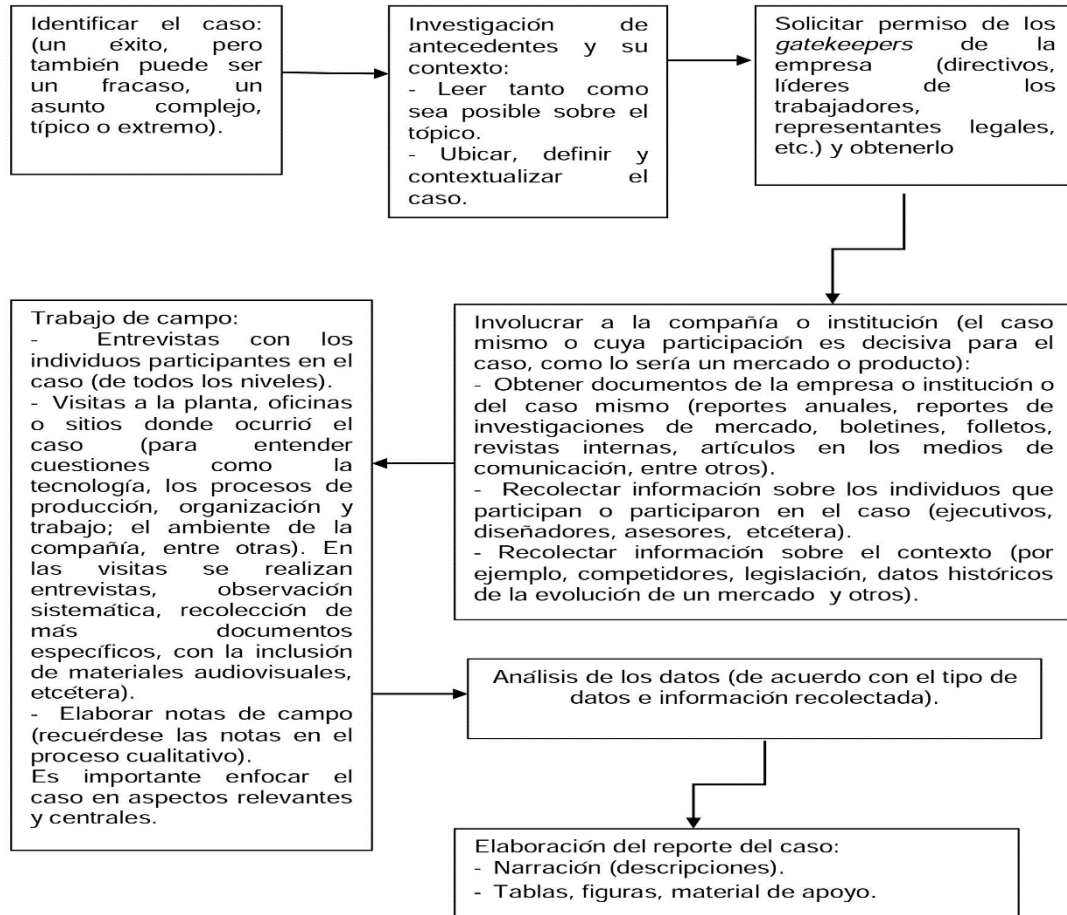 Identificar el caso:
(un éxito, pero
también puede ser
un fracaso, un
asunto complejo,
típico o extremo).
Investigación de
antecedentes y su
contexto:
- Leer tanto como
sea posible sobre el
tópico.
- Ubicar, definir y
contextualizar el
caso.
Solicitar permiso de los
gatekeepers de la
empresa (directivos,
líderes de los
trabajadores,
representantes legales,
etc.) y obtenerlo
Involucrar a la compañía o institución (el caso
mismo o cuya participación es decisiva para el
caso, como lo sería un mercado o producto):
- Obtener documentos de la empresa o institución o
del caso mismo (reportes anuales, reportes de
investigaciones de mercado, boletines, folletos,
revistas internas, artículos en los medios de
comunicación, entre otros).
- Recolectar información sobre los individuos que
participan o participaron en el caso (ejecutivos,
diseñadores, asesores, etcétera).
- Recolectar información sobre el contexto (por
ejemplo, competidores, legislación, datos históricos
de la evolución de un mercado y otros).
Trabajo de campo:
- Entrevistas con los
individuos participantes en el
caso (de todos los niveles).
- Visitas a la planta, oficinas
o sitios donde ocurrió el
caso (para entender
cuestiones como la
tecnología, los procesos de
producción, organización y
trabajo; el ambiente de la
compañía, entre otras). En
las visitas se realizan
entrevistas, observación
sistemática, recolección de
más documentos
específicos, con la inclusión
de materiales audiovisuales,
etcétera).
- Elaborar notas de campo
(recuérdese las notas en el
proceso cualitativo).
Es importante enfocar el
caso en aspectos relevantes
y centrales.
Análisis de los datos (de acuerdo con el tipo de
datos e información recolectada).
Elaboración del reporte del caso:
- Narración (descripciones).
- Tablas, figuras, material de apoyo.